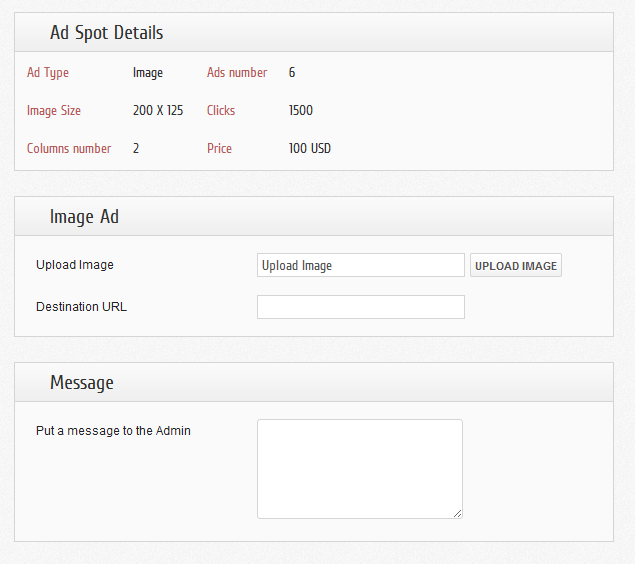 Ad Spot Details
Ad Type Image Ads number 6
Image Size 200 X 125 Clicks 1500
Columns number 2 Price 100 USD
Image Ad
Upload Image Upload Image UPLOAD IMAGE
Destination URL
Message
Put a message to the Admin